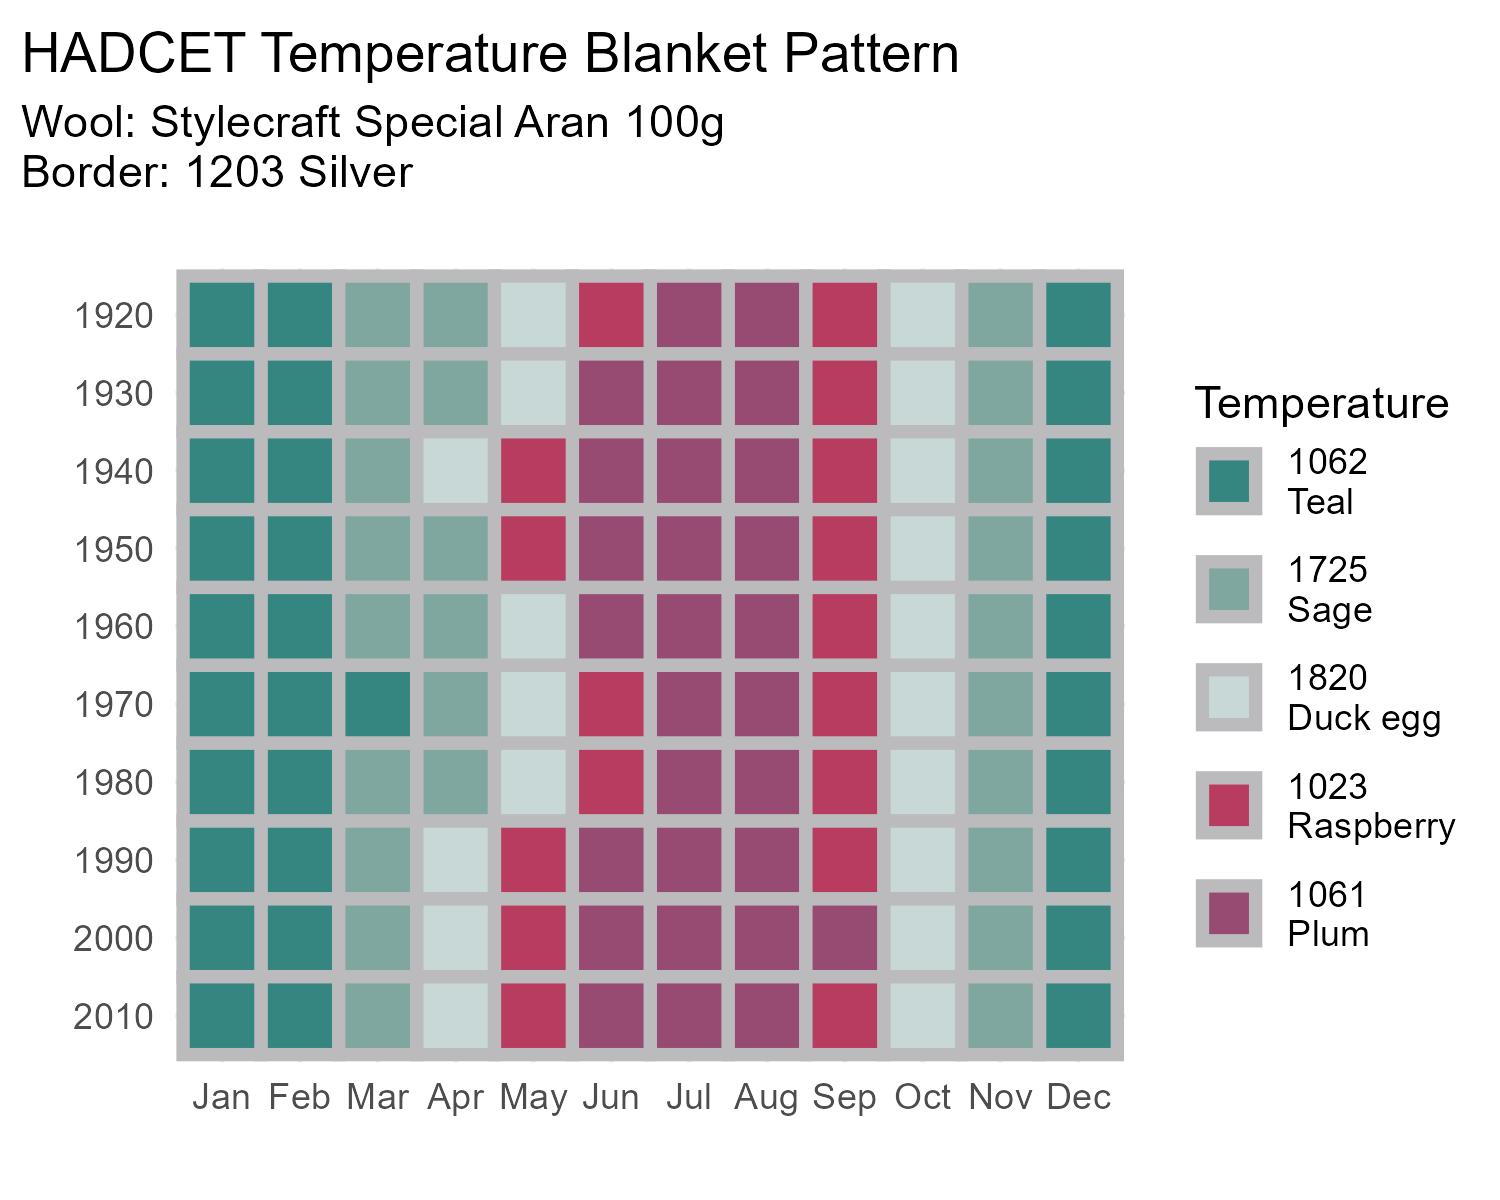 HADCET Temperature Blanket Pattern
Wool: Stylecraft Special Aran 100g
Border: 1203 Silver
1920
1930
1940
1950
1960
1970
1980
1990
2000
2010
Jan Feb Mar Apr May Jun Jul Aug Sep Oct Nov Dec
Temperature
1062
Teal
1725
Sage
1820
Duck egg
1023
Raspberry
1061
Plum